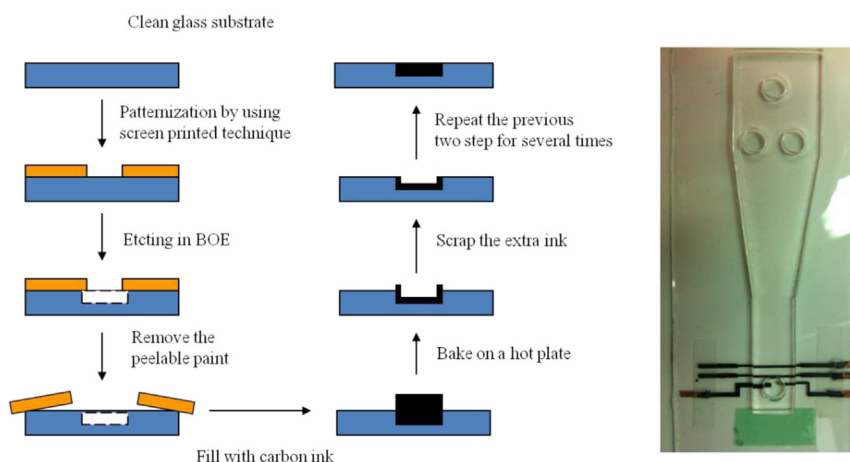 Clean glass substrate
Patternization by using
screen printed technique
Etcting in BOE
Remove the
peelable paint
Fill with carbon ink
Bake on a hot plate
Scrap the extra ink
Repeat the previous
two step for several times